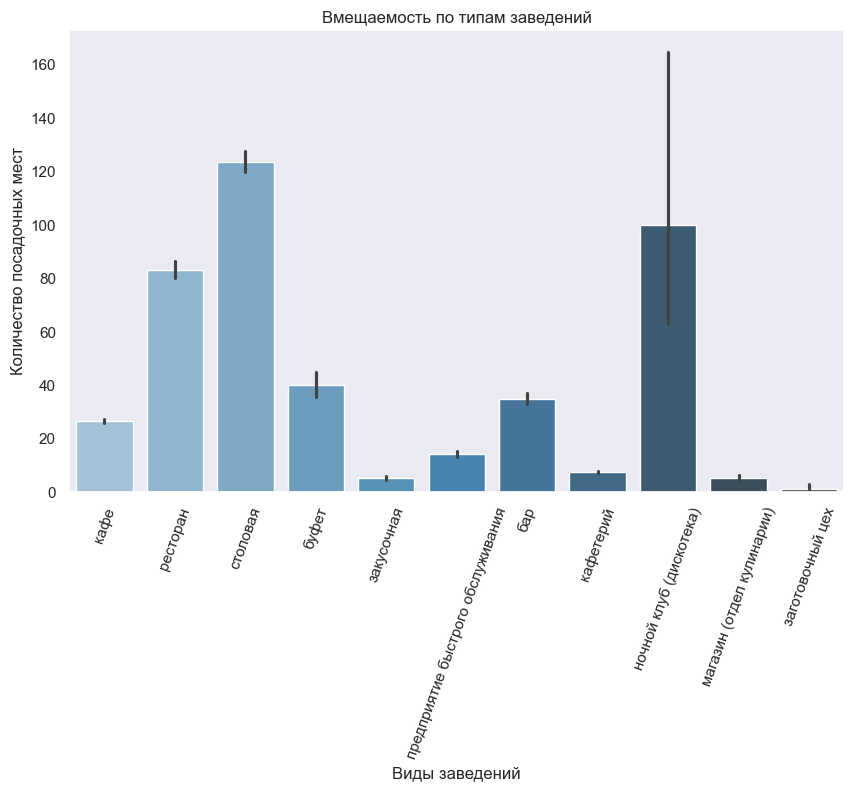 Вмещаемость по типам заведений
Количество посадочных мест
160
140
120
100
80
60
40
20
0
кафе
ресторан
столовая
буфет
закусочная
предприятие быстрого обслуживания
бар
кафетерий
ночной клуб (дискотека)
магазин (отдел кулинарии)
заготовочный цех
Виды заведений